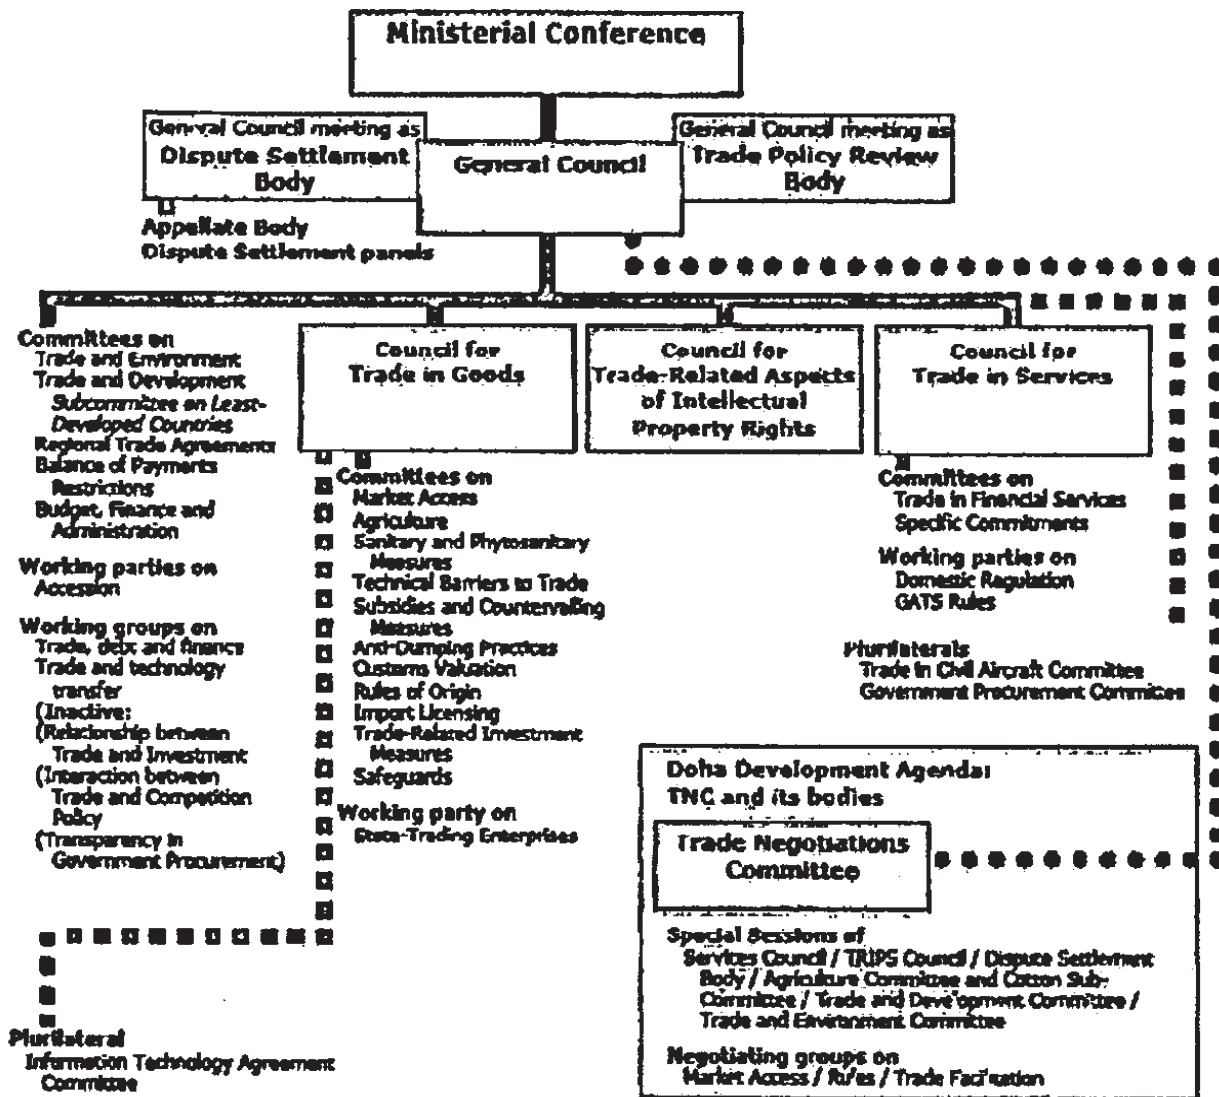 Ministerial Conference
General Council meeting as
Dispute Settlement
Body
General Council
General Council meeting as
Trade Policy Review
Body
Appellate Body
Dispute Settlement panels
Committees on
Trade and Environment
Trade and Development
Subcommittee on Least-
Developed Countries
Regional Trade Agreements
Balance of Payments
Restrictions
Budget, Finance and
Administration
Working parties on
Accession
Working groups on
Trade, debt and finance
Trade and technology
transfer
(Inactive:
(Relationship between
Trade and Investment
(Interaction between
Trade and Competition
Policy
(Transparency in
Government Procurement)
Plurilateral
Information Technology Agreement
Committee
Council for
Trade in Goods
Committees on
Market Access
Agriculture
Sanitary and Phytosanitary
Measures
Technical Barriers to Trade
Subsidies and Countervailing
Measures
Anti-Dumping Practices
Customs Valuation
Rules of Origin
Import Licensing
Trade-Related Investment
Measures
Safeguards
Working party on
State-Trading Enterprises
Council for
Trade-Related Aspects
of Intellectual
Property Rights
Council for
Trade in Services
Committees on
Trade in Financial Services
Specific Commitments
Working parties on
Domestic Regulation
GATS Rules
Plurilaterals
Trade in Civil Aircraft Committee
Government Procurement Committee
Doha Development Agenda:
TNC and its bodies
Trade Negotiations
Committee
Special Sessions of
Services Council / TRIPS Council / Dispute Settlement
Body / Agriculture Committee and Cotton Sub-
Committee / Trade and Development Committee /
Trade and Environment Committee
Negotiating groups on
Market Access / Rules / Trade Facilitation